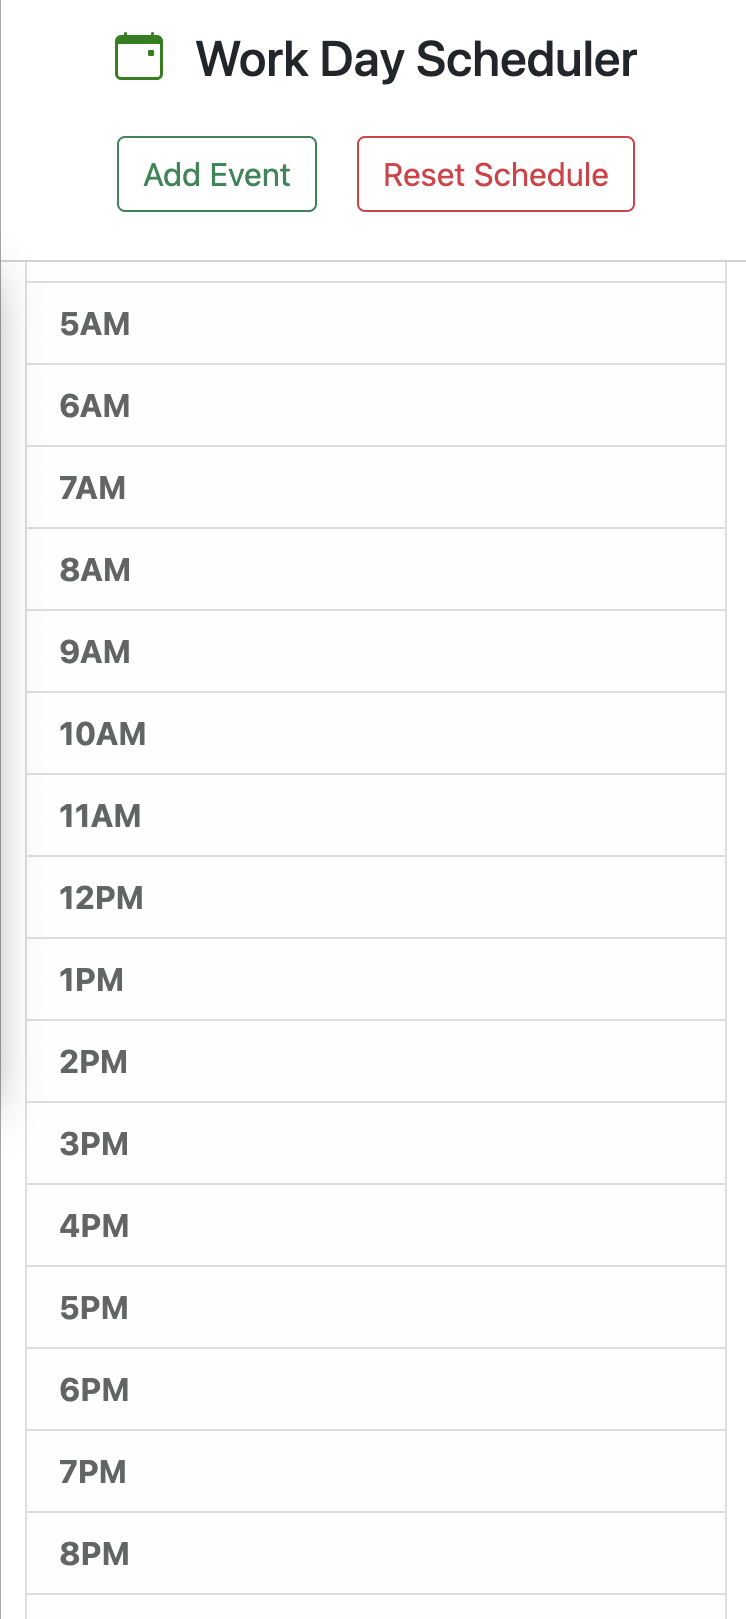 Work Day Scheduler
Add Event Reset Schedule
5AM
6AM
7AM
8AM
9AM
10AM
11AM
12PM
1PM
2PM
3PM
4PM
5PM
6PM
7PM
8PM